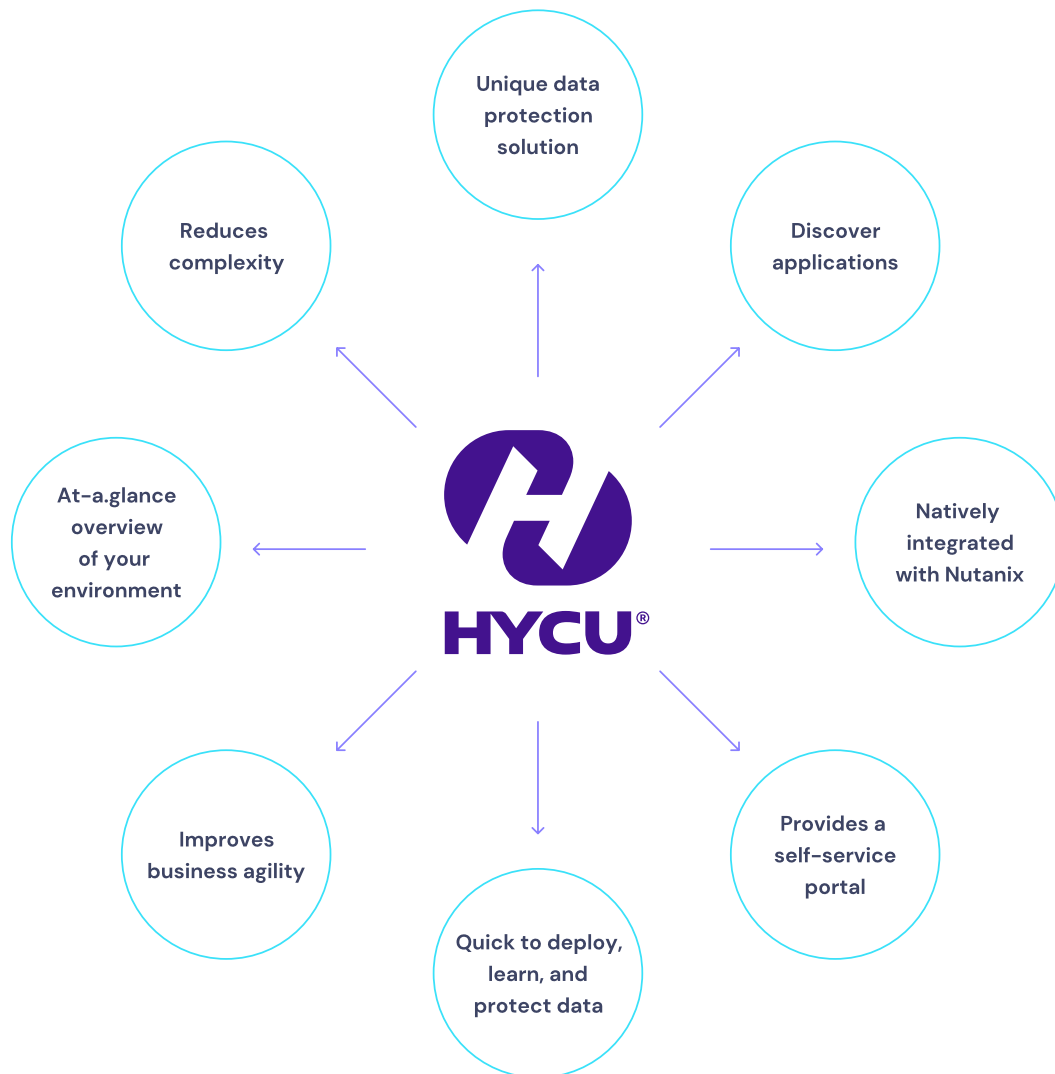 Unique data
protection
solution
Reduces
complexity
Discover
applications
At-a.glance
overview
of your
environment
Natively
integrated
with Nutanix
HYCU®
Improves
business agility
Provides a
self-service
portal
Quick to deploy,
learn, and
protect data